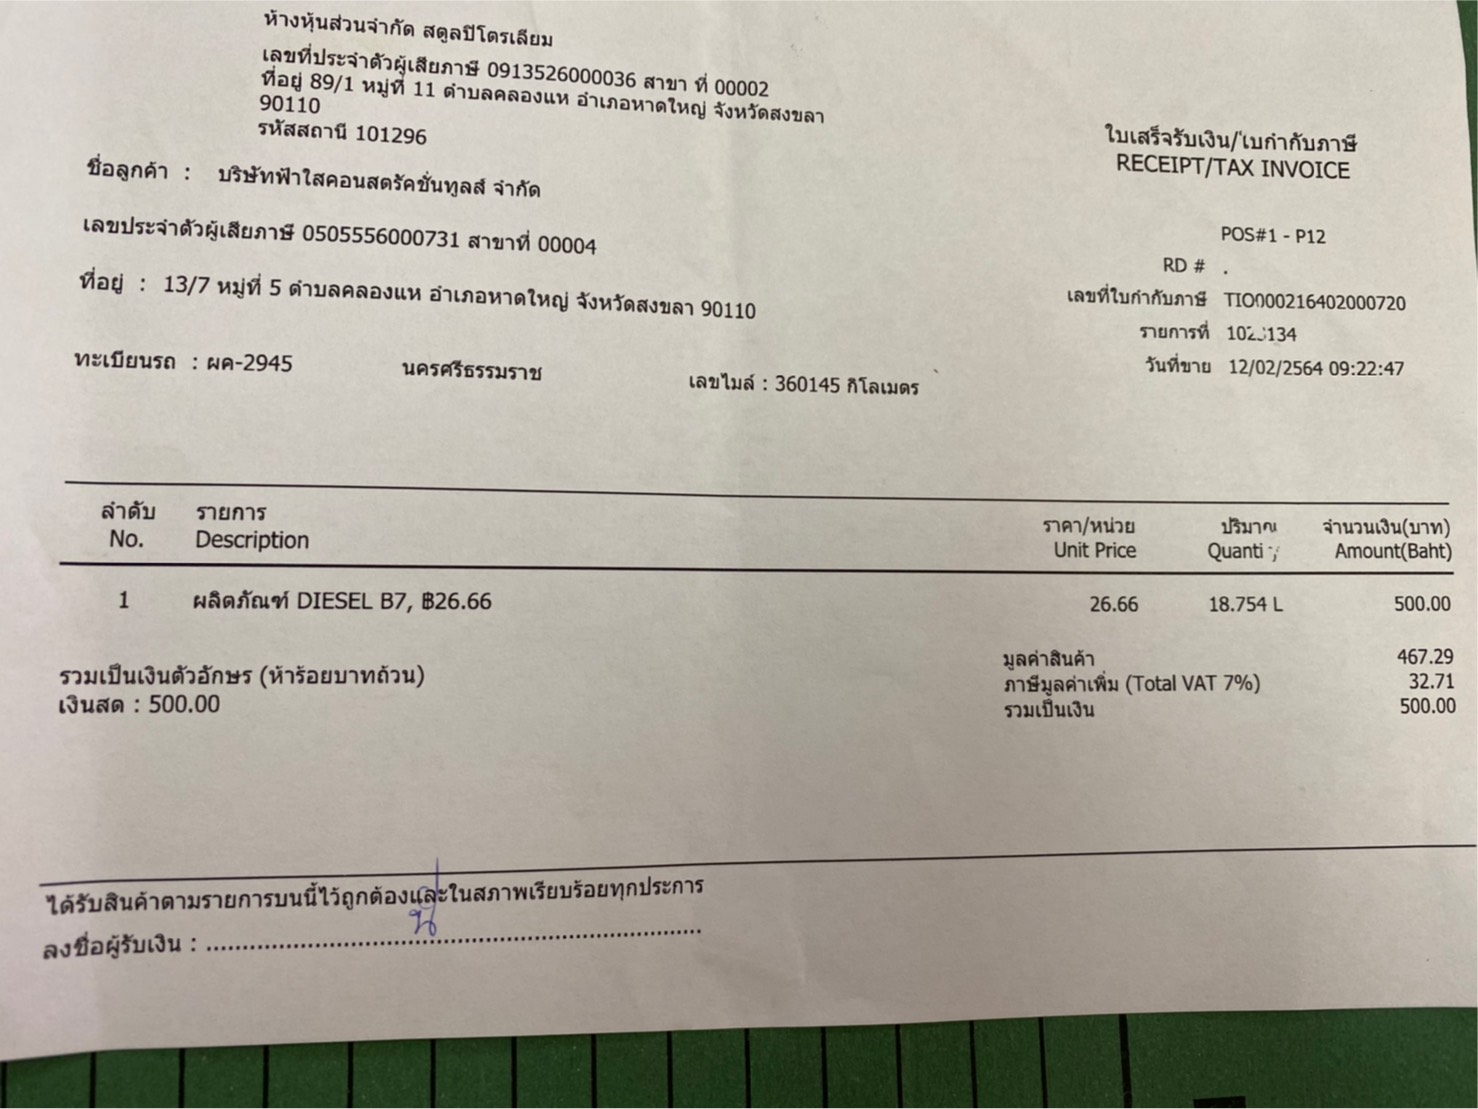 ห้างหุ้นส่วนจำกัด สตูลปิโตรเลียม
เลขที่ประจำตัวผู้เสียภาษี 0913526000036 สาขา ที่ 00002
ที่อยู่ 89/1 หมู่ที่ 11 ตำบลคลองแห อำเภอหาดใหญ่ จังหวัดสงขลา
90110
รหัสสถานี 101296
ใบเสร็จรับเงิน/ใบกำกับภาษี
RECEIPT/TAX INVOICE
ชื่อลูกค้า : บริษัทฟ้าใสคอนสตรัคชั่นทูลส์ จำกัด
เลขประจำตัวผู้เสียภาษี 0505556000731 สาขาที่ 00004
ที่อยู่ : 13/7 หมู่ที่ 5 ตำบลคลองแห อำเภอหาดใหญ่ จังหวัดสงขลา 90110
ทะเบียนรถ : ผค-2945 นครศรีธรรมราช เลขไมล์ : 360145 กิโลเมตร
POS#1 - P12
RD # .
เลขที่ใบกำกับภาษี TIO000216402000720
รายการที่
วันที่ขาย 12/02/2564 09:22:47
ลำดับ รายการ ราคา/หน่วย ปริมาณ จำนวนเงิน(บาท)
No. Description Unit Price Quantity Amount(Baht)
1 ผลิตภัณฑ์ DIESEL B7, ฿26.66 26.66 18.754 L 500.00
มูลค่าสินค้า 467.29
รวมเป็นเงินตัวอักษร (ห้าร้อยบาทถ้วน) ภาษีมูลค่าเพิ่ม (Total VAT 7%) 32.71
เงินสด : 500.00 รวมเป็นเงิน 500.00
ได้รับสินค้าตามรายการบนนี้ไว้ถูกต้องและในสภาพเรียบร้อยทุกประการ
ลงชื่อผู้รับเงิน : ....................................................................